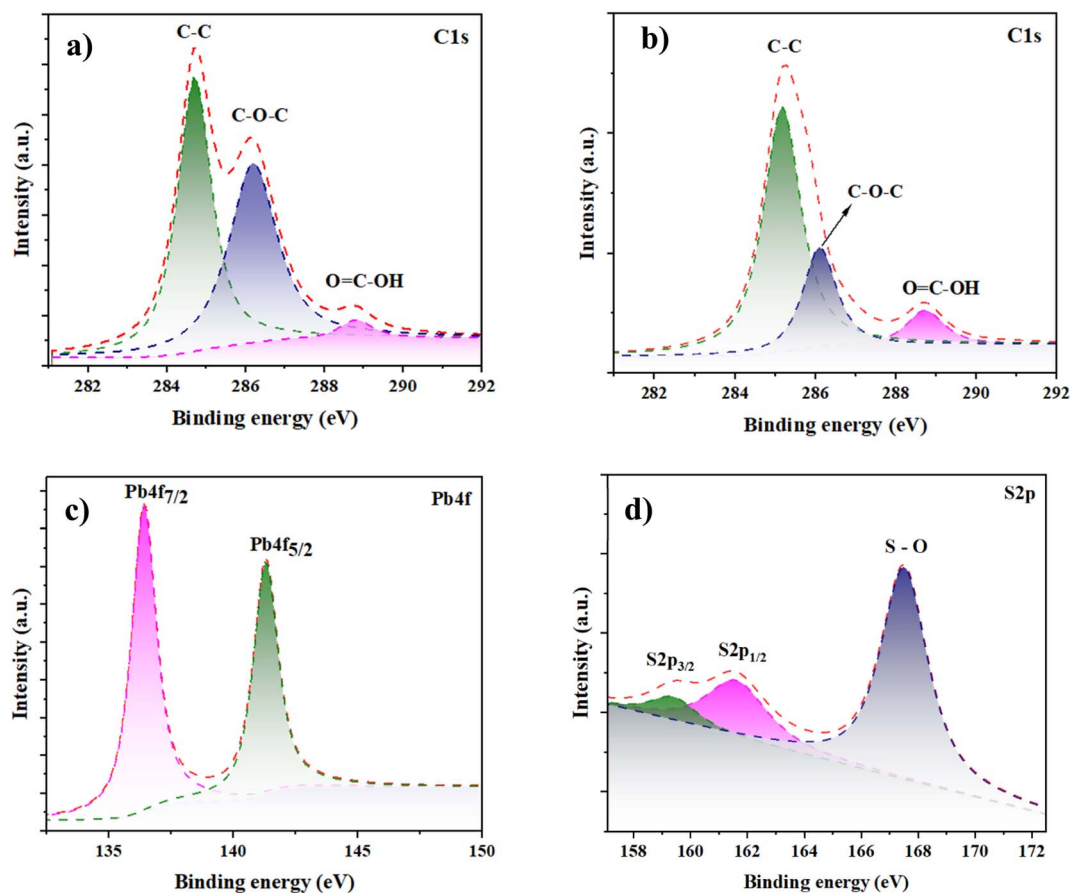 a)
C1s
C-C
C-O-C
O=C-OH
Intensity (a.u.)
282 284 286 288 290 292
Binding energy (eV)
b)
C1s
C-C
C-O-C
O=C-OH
Intensity (a.u.)
282 284 286 288 290 292
Binding energy (eV)
c)
Pb4f
Pb4f7/2
Pb4f5/2
Intensity (a.u.)
135 140 145 150
Binding energy (eV)
d)
S2p
S - O
S2p3/2
S2p1/2
Intensity (a.u.)
158 160 162 164 166 168 170 172
Binding energy (eV)